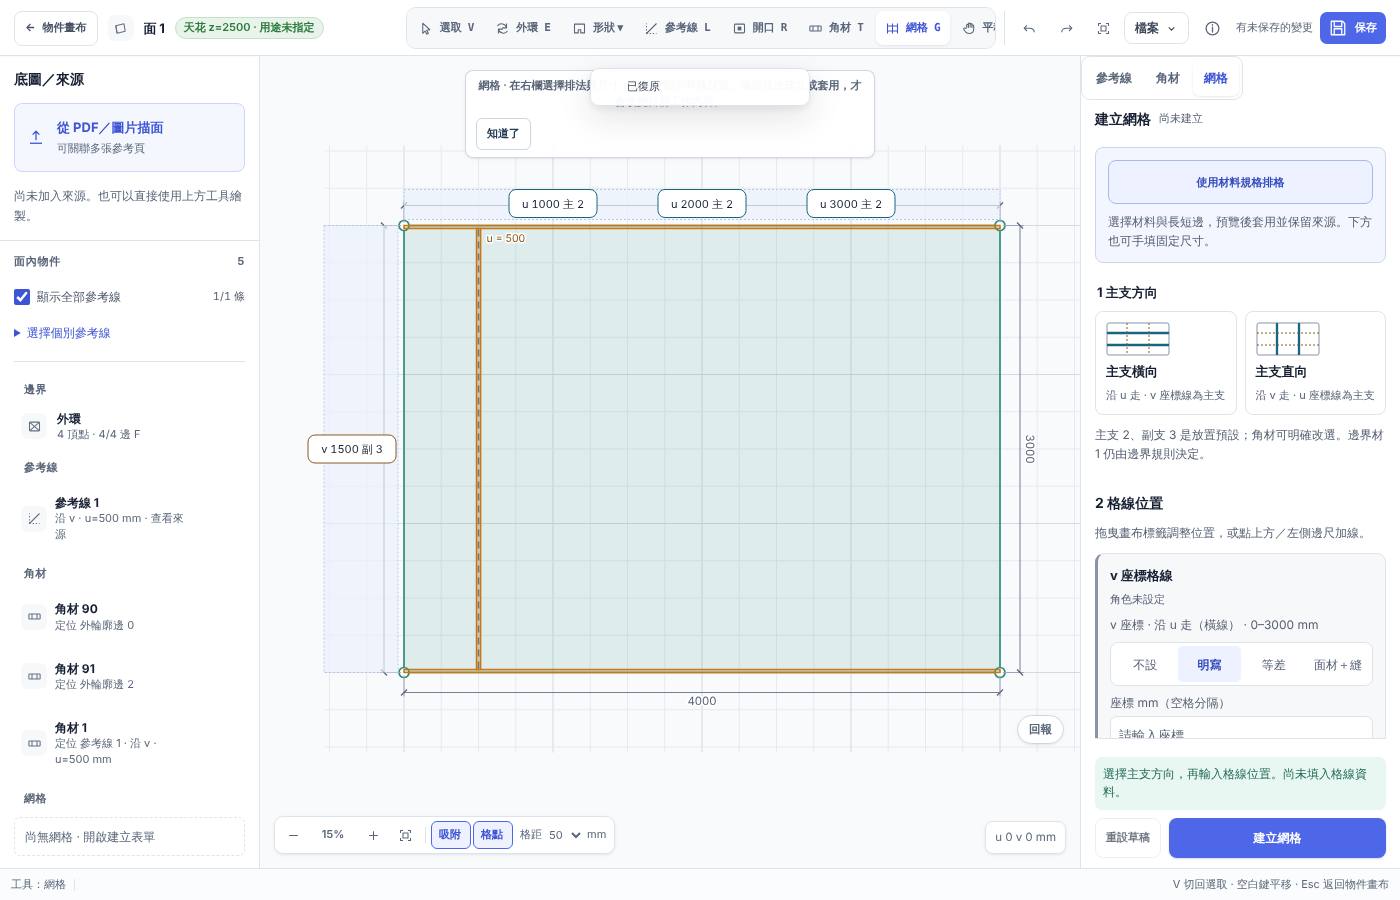 物件畫布
面 1
天花 z=2500 · 用途未指定
選取 V
外環 E
形狀▾
參考線 L
開口 R
角材 T
網格 G
檔案
有未保存的變更
保存
底圖／來源
從 PDF／圖片描面
可關聯多張參考頁
尚未加入來源。也可以直接使用上方工具繪
製。
面內物件
5
顯示全部參考線
1/1 條
選擇個別參考線
邊界
外環
4 頂點 · 4/4 邊 F
參考線
參考線 1
沿 v · u=500 mm · 查看來
源
角材
角材 90
定位 外輪廓邊 0
角材 91
定位 外輪廓邊 2
角材 1
定位 參考線 1 · 沿 v ·
u=500 mm
網格
尚無網格 · 開啟建立表單
網格 · 在右欄選擇排法
或套用，才
已復原
知道了
u 1000 主 2
u 2000 主 2
u 3000 主 2
u = 500
v 1500 副 3
3000
4000
回報
15%
吸附
格點
格距
50
mm
u 0 v 0 mm
參考線
角材
網格
建立網格
尚未建立
使用材料規格排格
選擇材料與長短邊，預覽後套用並保留來源。下方
也可手填固定尺寸。
1 主支方向
主支橫向
沿 u 走 · v 座標線為主支
主支直向
沿 v 走 · u 座標線為主支
主支 2、副支 3 是放置預設；角材可明確改選。邊界材
1 仍由邊界規則決定。
2 格線位置
拖曳畫布標籤調整位置，或點上方／左側邊尺加線。
v 座標格線
角色未設定
v 座標 · 沿 u 走（橫線） · 0–3000 mm
不設
明寫
等差
面材＋縫
座標 mm（空格分隔）
請輸入座標
選擇主支方向，再輸入格線位置。尚未填入格線資
料。
重設草稿
建立網格
工具：網格
V 切回選取 · 空白鍵平移 · Esc 返回物件畫布